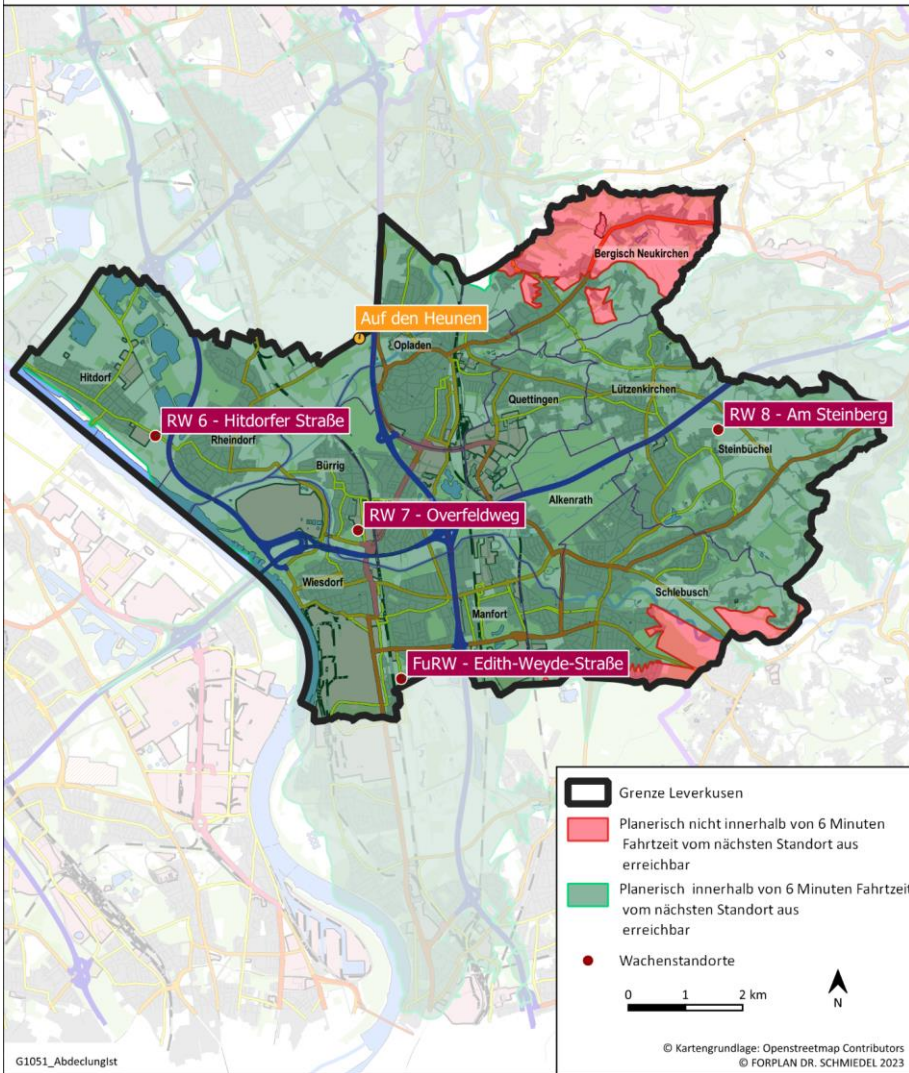 Bergisch Neukirchen
Auf den Heunen
Opladen
Hitdorf
Quettingen
Lützenkirchen
RW 6 - Hitdorfer Straße
RW 8 - Am Steinberg
Rheindorf
Steinbüchel
Bürrig
Alkenrath
RW 7 - Overfeldweg
Wiesdorf
Schlebusch
Manfort
FuRW - Edith-Weyde-Straße
Grenze Leverkusen
Planerisch nicht innerhalb von 6 Minuten
Fahrtzeit vom nächsten Standort aus
erreichbar
Planerisch innerhalb von 6 Minuten Fahrtzeit
vom nächsten Standort aus
erreichbar
Wachenstandorte
0 1 2 km
N
G1051_AbdeclungIst
© Kartengrundlage: Openstreetmap Contributors
© FORPLAN DR. SCHMIEDEL 2023